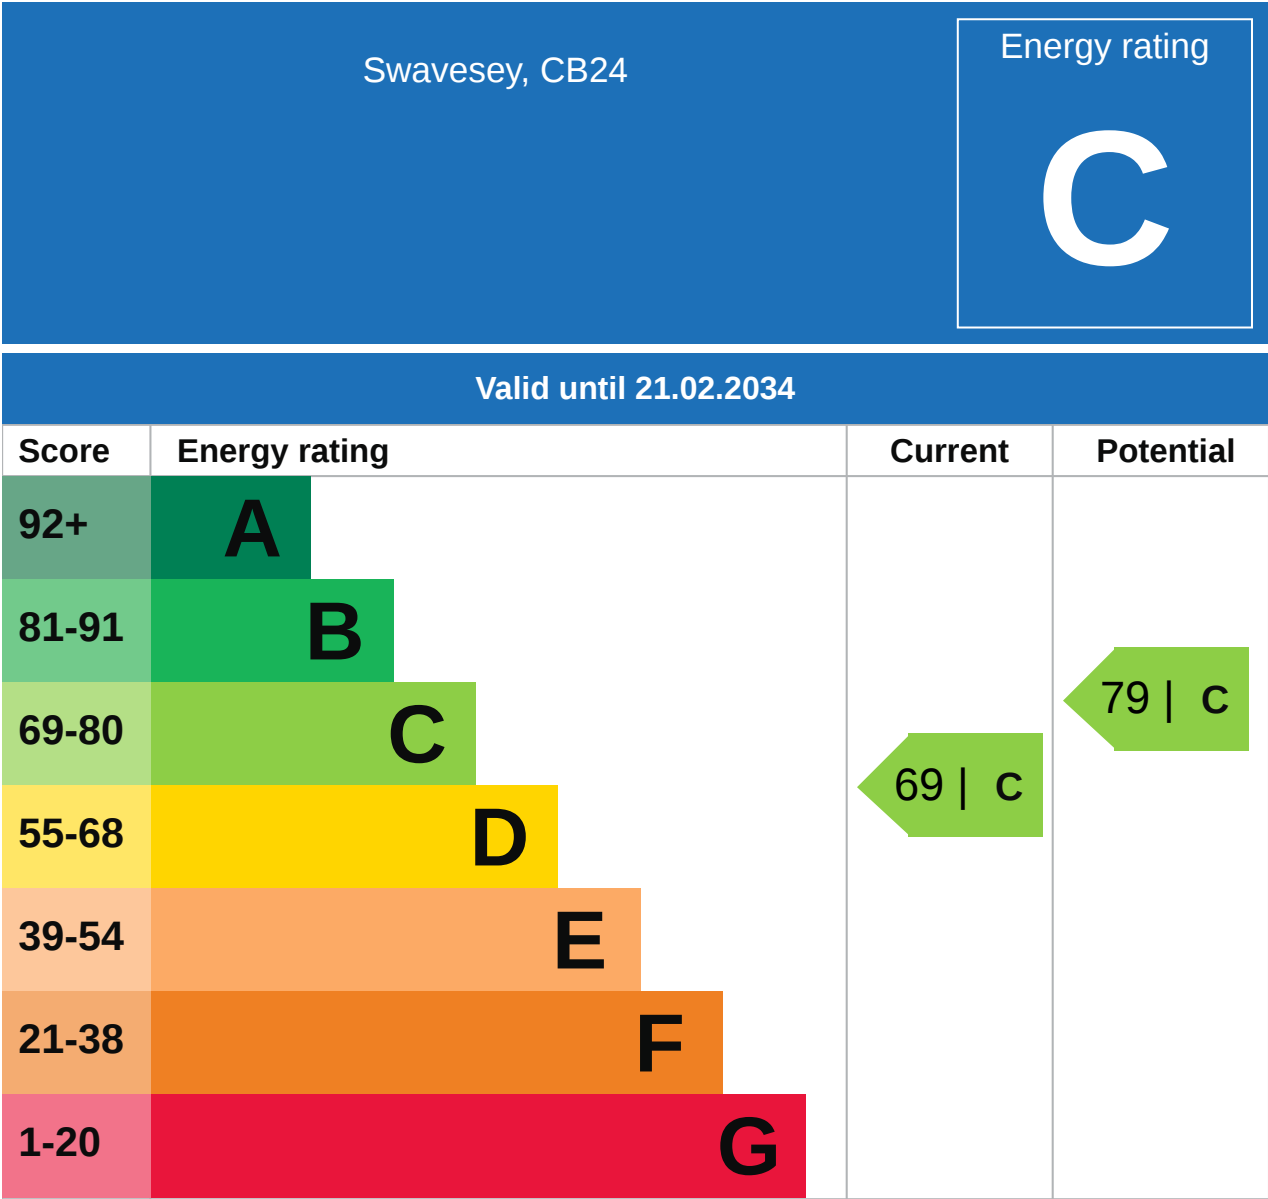 Swavesey, CB24
Energy rating
C
Valid until 21.02.2034
Score Energy rating Current Potential
92+ A
81-91 B
69-80 C
79 | C
69 | C
55-68 D
39-54 E
21-38 F
1-20 G